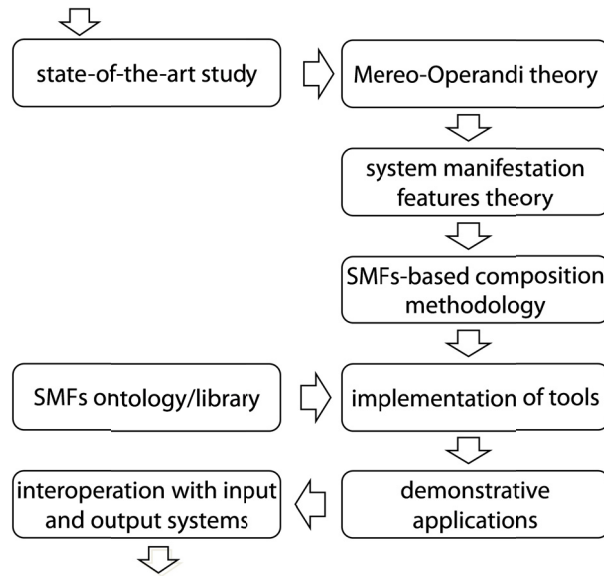 state-of-the-art study
Mereo-Operandi theory
system manifestation
features theory
SMFs-based composition
methodology
SMFs ontology/library
implementation of tools
interoperation with input
and output systems
demonstrative
applications